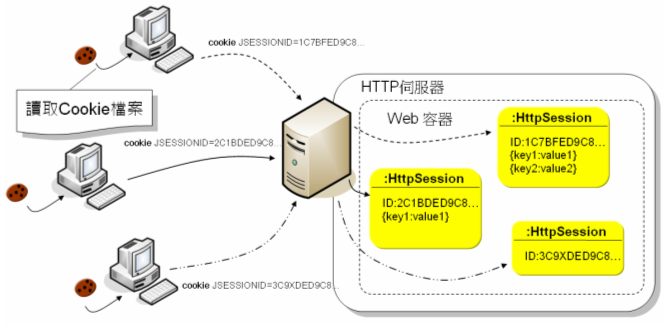 cookie JSESSIONID=1C7BFED9C8...
讀取Cookie檔案
cookie JSESSIONID=2C1BDED9C8...
cookie JSESSIONID=3C9XDED9C8...
HTTP伺服器
Web 容器
:HttpSession
ID:1C7BFED9C8...
{key1:value1}
{key2:value2}
:HttpSession
ID:2C1BDED9C8...
{key1:value1}
:HttpSession
ID:3C9XDED9C8...